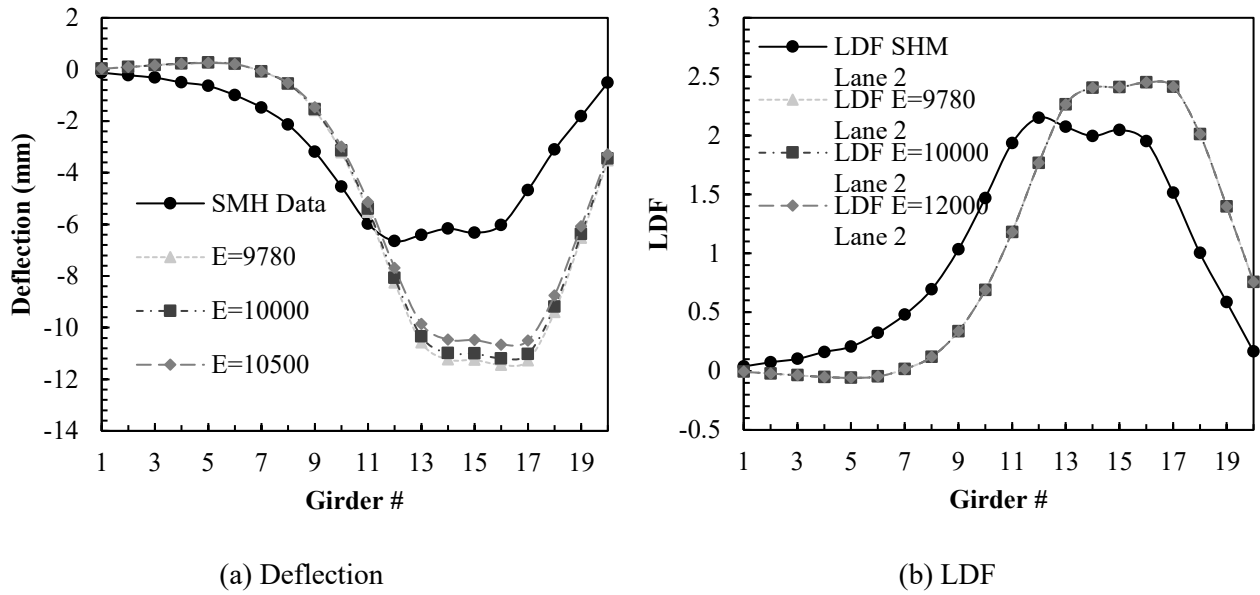 2
0
-2
-4
-6
-8
-10
-12
-14
Deflection (mm)
SMH Data
E=9780
E=10000
E=10500
1 3 5 7 9 11 13 15 17 19
Girder #
(a) Deflection
3
2.5
2
1.5
1
0.5
0
-0.5
LDF
LDF SHM
Lane 2
LDF E=9780
Lane 2
LDF E=10000
Lane 2
LDF E=12000
Lane 2
1 3 5 7 9 11 13 15 17 19
Girder #
(b) LDF